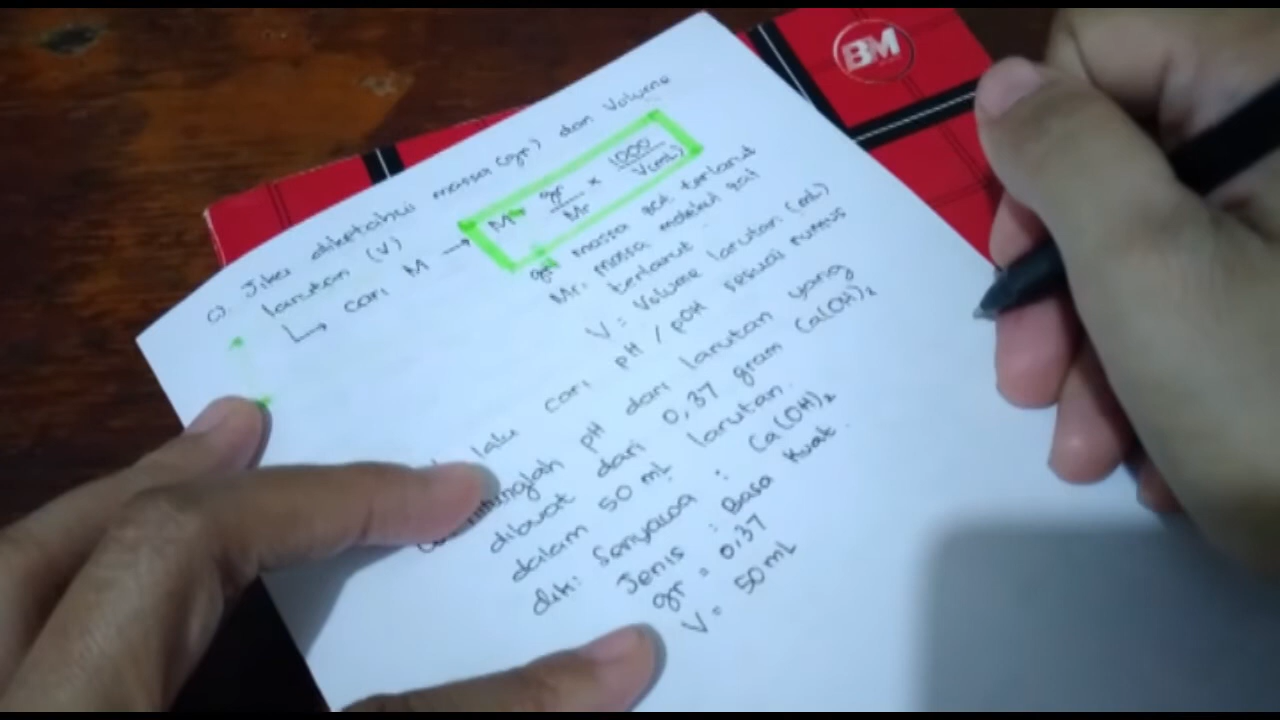 BM
c) Jika diketahui massa (gr) dan Volume
larutan (V)
↳ cari M → M = gr/Mr × 1000/V(mL)
gr: massa zat terlarut
Mr: massa molekul zat
terlarut.
V = Volume larutan (mL)
lalu cari pH / pOH sesuai rumus
pH dari larutan yang
dibuat dari 0,37 gram Ca(OH)2
dalam 50 mL larutan.
dik: Senyawa : Ca(OH)2
Jenis : Basa Kuat.
gr = 0,37
V = 50 mL